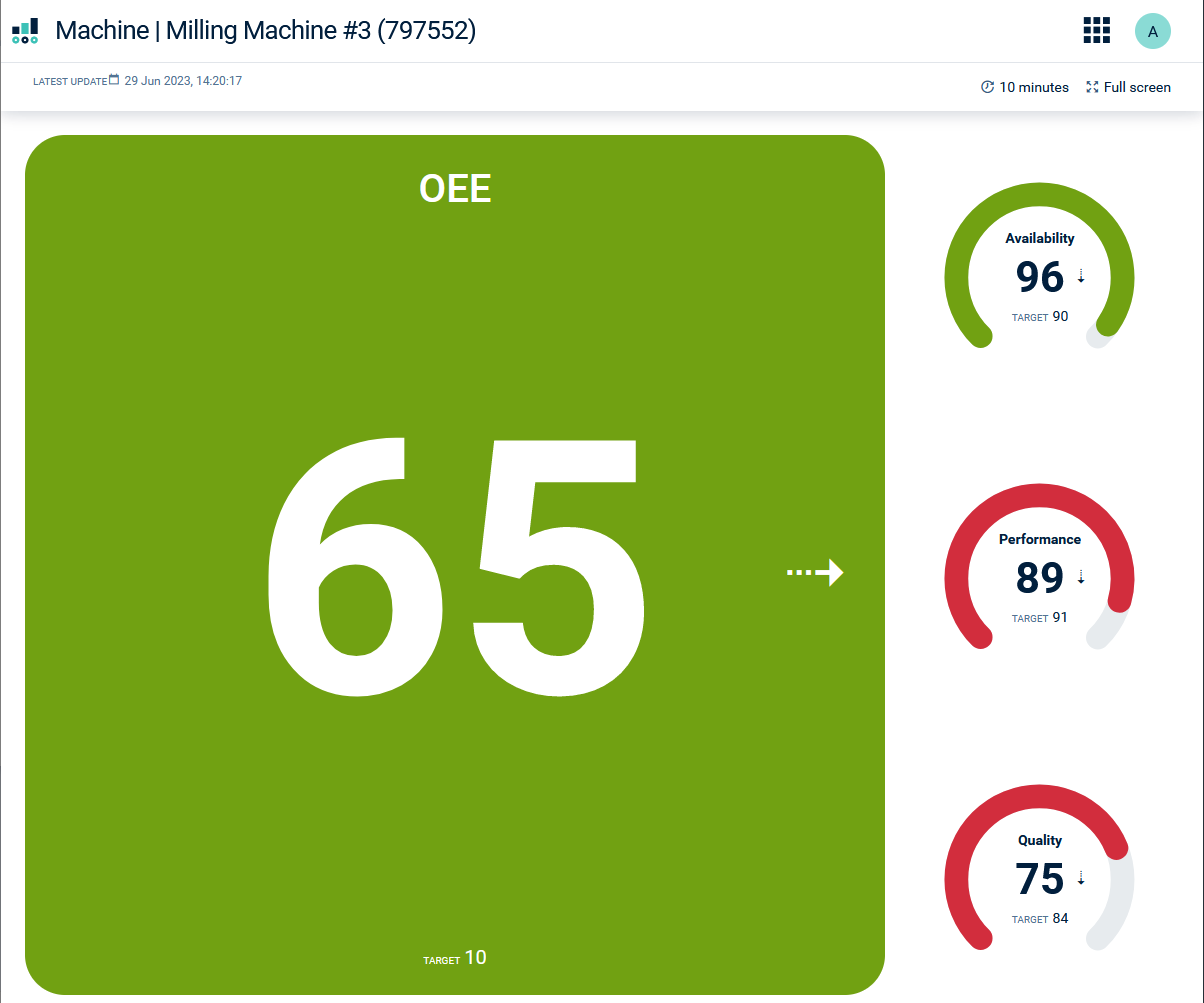 Machine | Milling Machine #3 (797552)
A
LATEST UPDATE 29 Jun 2023, 14:20:17
10 minutes
Full screen
OEE
65
TARGET 10
Availability
96
TARGET 90
Performance
89
TARGET 91
Quality
75
TARGET 84